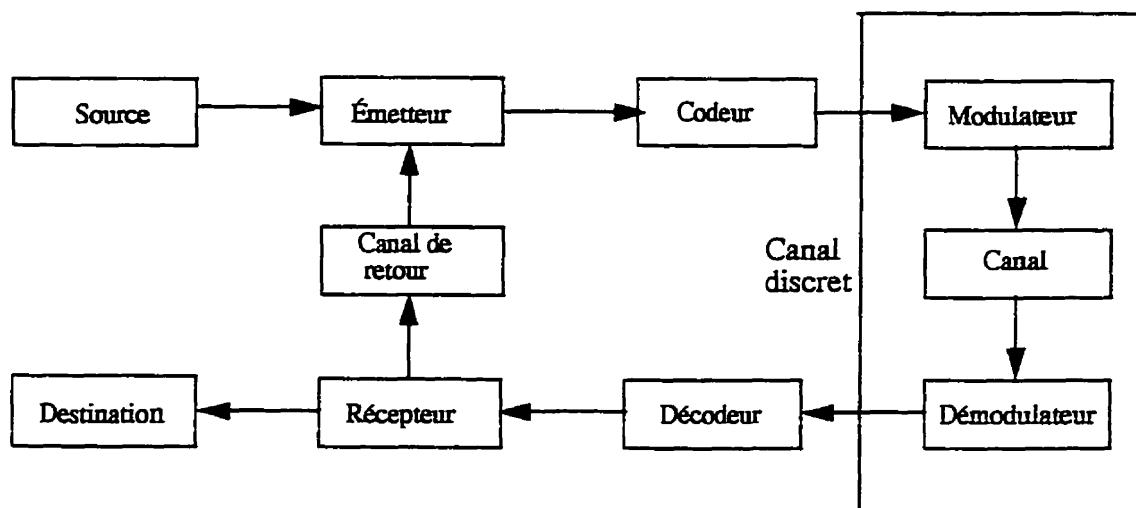 Source
Émetteur
Codeur
Modulateur
Canal de
retour
Canal
discret
Canal
Destination
Récepteur
Décodeur
Démodulateur